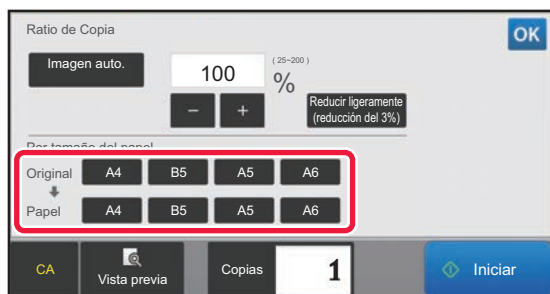 Ratio de Copia
OK
Imagen auto.
100
(25~200)
%
−
+
Reducir ligeramente
(reducción del 3%)
Por tamaño del papel
Original
A4
B5
A5
A6
Papel
A4
B5
A5
A6
CA
Vista previa
Copias
1
Iniciar